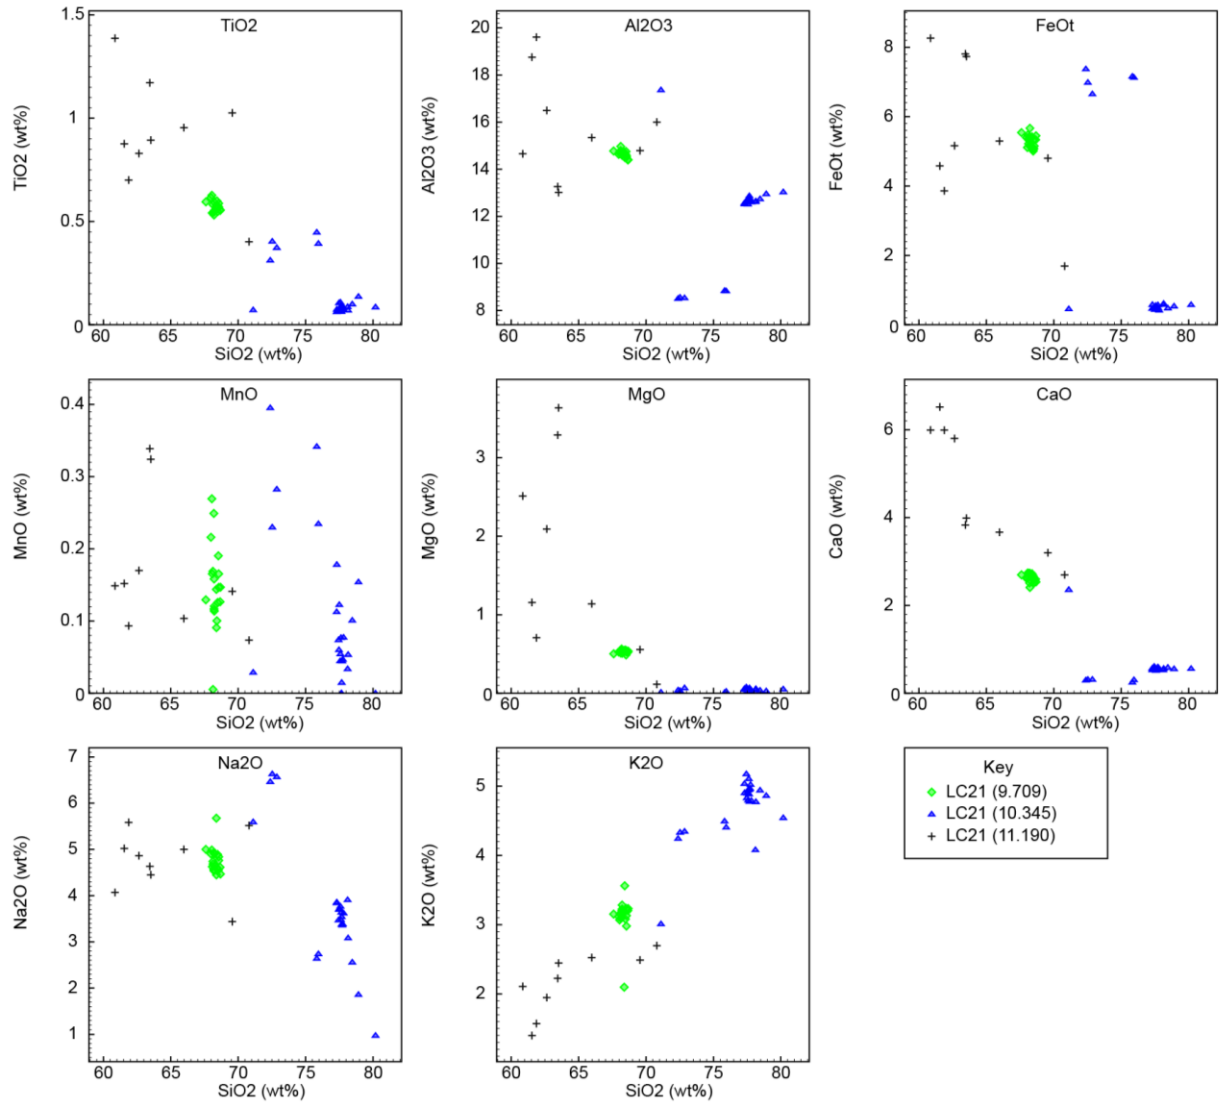 TiO2
1.5
1
0.5
0
TiO2 (wt%)
60 65 70 75 80
SiO2 (wt%)
Al2O3
20
18
16
14
12
10
8
Al2O3 (wt%)
60 65 70 75 80
SiO2 (wt%)
FeOt
8
6
4
2
0
FeOt (wt%)
60 65 70 75 80
SiO2 (wt%)
MnO
0.4
0.3
0.2
0.1
0
MnO (wt%)
60 65 70 75 80
SiO2 (wt%)
MgO
3
2
1
0
MgO (wt%)
60 65 70 75 80
SiO2 (wt%)
CaO
6
4
2
0
CaO (wt%)
60 65 70 75 80
SiO2 (wt%)
Na2O
7
6
5
4
3
2
1
Na2O (wt%)
60 65 70 75 80
SiO2 (wt%)
K2O
5
4
3
2
K2O (wt%)
60 65 70 75 80
SiO2 (wt%)
Key
LC21 (9.709)
LC21 (10.345)
LC21 (11.190)